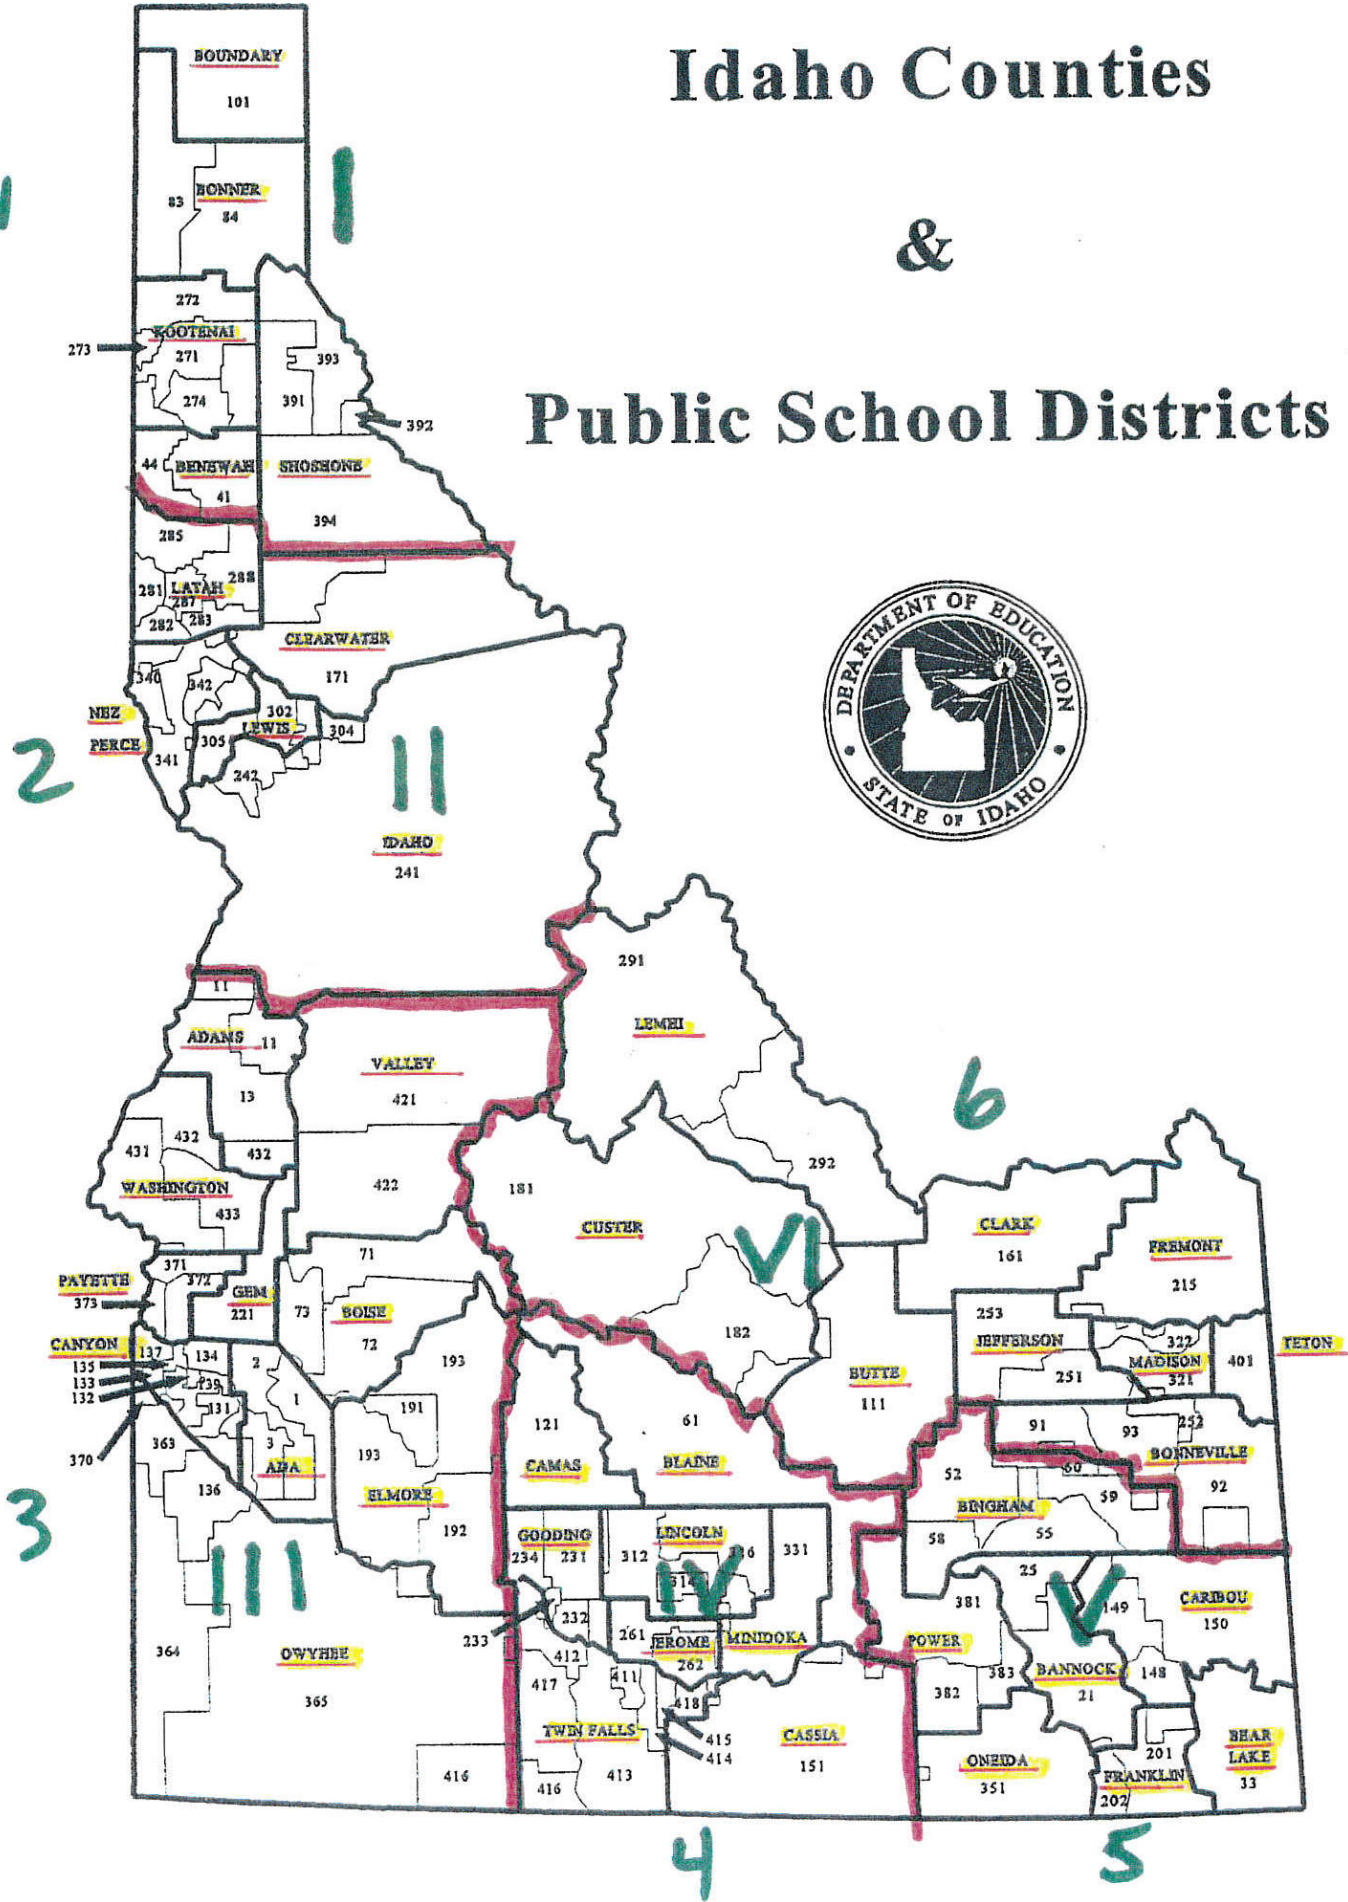 Idaho Counties
&
Public School Districts
DEPARTMENT OF EDUCATION
STATE OF IDAHO
1
I
BOUNDARY
101
83
BONNER
84
272
KOOTENAI
273
271
274
393
391
392
44
BENEWAH
41
SHOSHONE
394
285
281
LATAH
288
287
282
283
CLEARWATER
171
340
342
NEZ
PERCE
341
302
LEWIS
305
304
242
2
II
IDAHO
241
11
ADAMS
11
13
VALLEY
421
422
432
431
432
WASHINGTON
433
291
LEMHI
292
6
VI
181
CUSTER
182
CLARK
161
FREMONT
215
253
JEFFERSON
251
322
MADISON
321
401
TETON
BUTTE
111
371
372
PAYETTE
373
GEM
221
71
73
BOISE
72
CANYON
137
134
135
133
132
139
131
370
363
136
2
1
3
ADA
193
191
193
ELMORE
192
3
III
OWYHEE
364
365
416
121
CAMAS
61
BLAINE
GOODING
234
231
LINCOLN
312
316
314
331
IV
233
232
261
JEROME
262
MINIDOKA
412
417
411
418
415
414
TWIN FALLS
416
413
CASSIA
151
4
91
93
252
BONNEVILLE
60
59
92
52
BINGHAM
58
55
25
381
V
149
CARIBOU
150
POWER
383
382
BANNOCK
21
148
ONEIDA
351
201
FRANKLIN
202
BEAR
LAKE
33
5